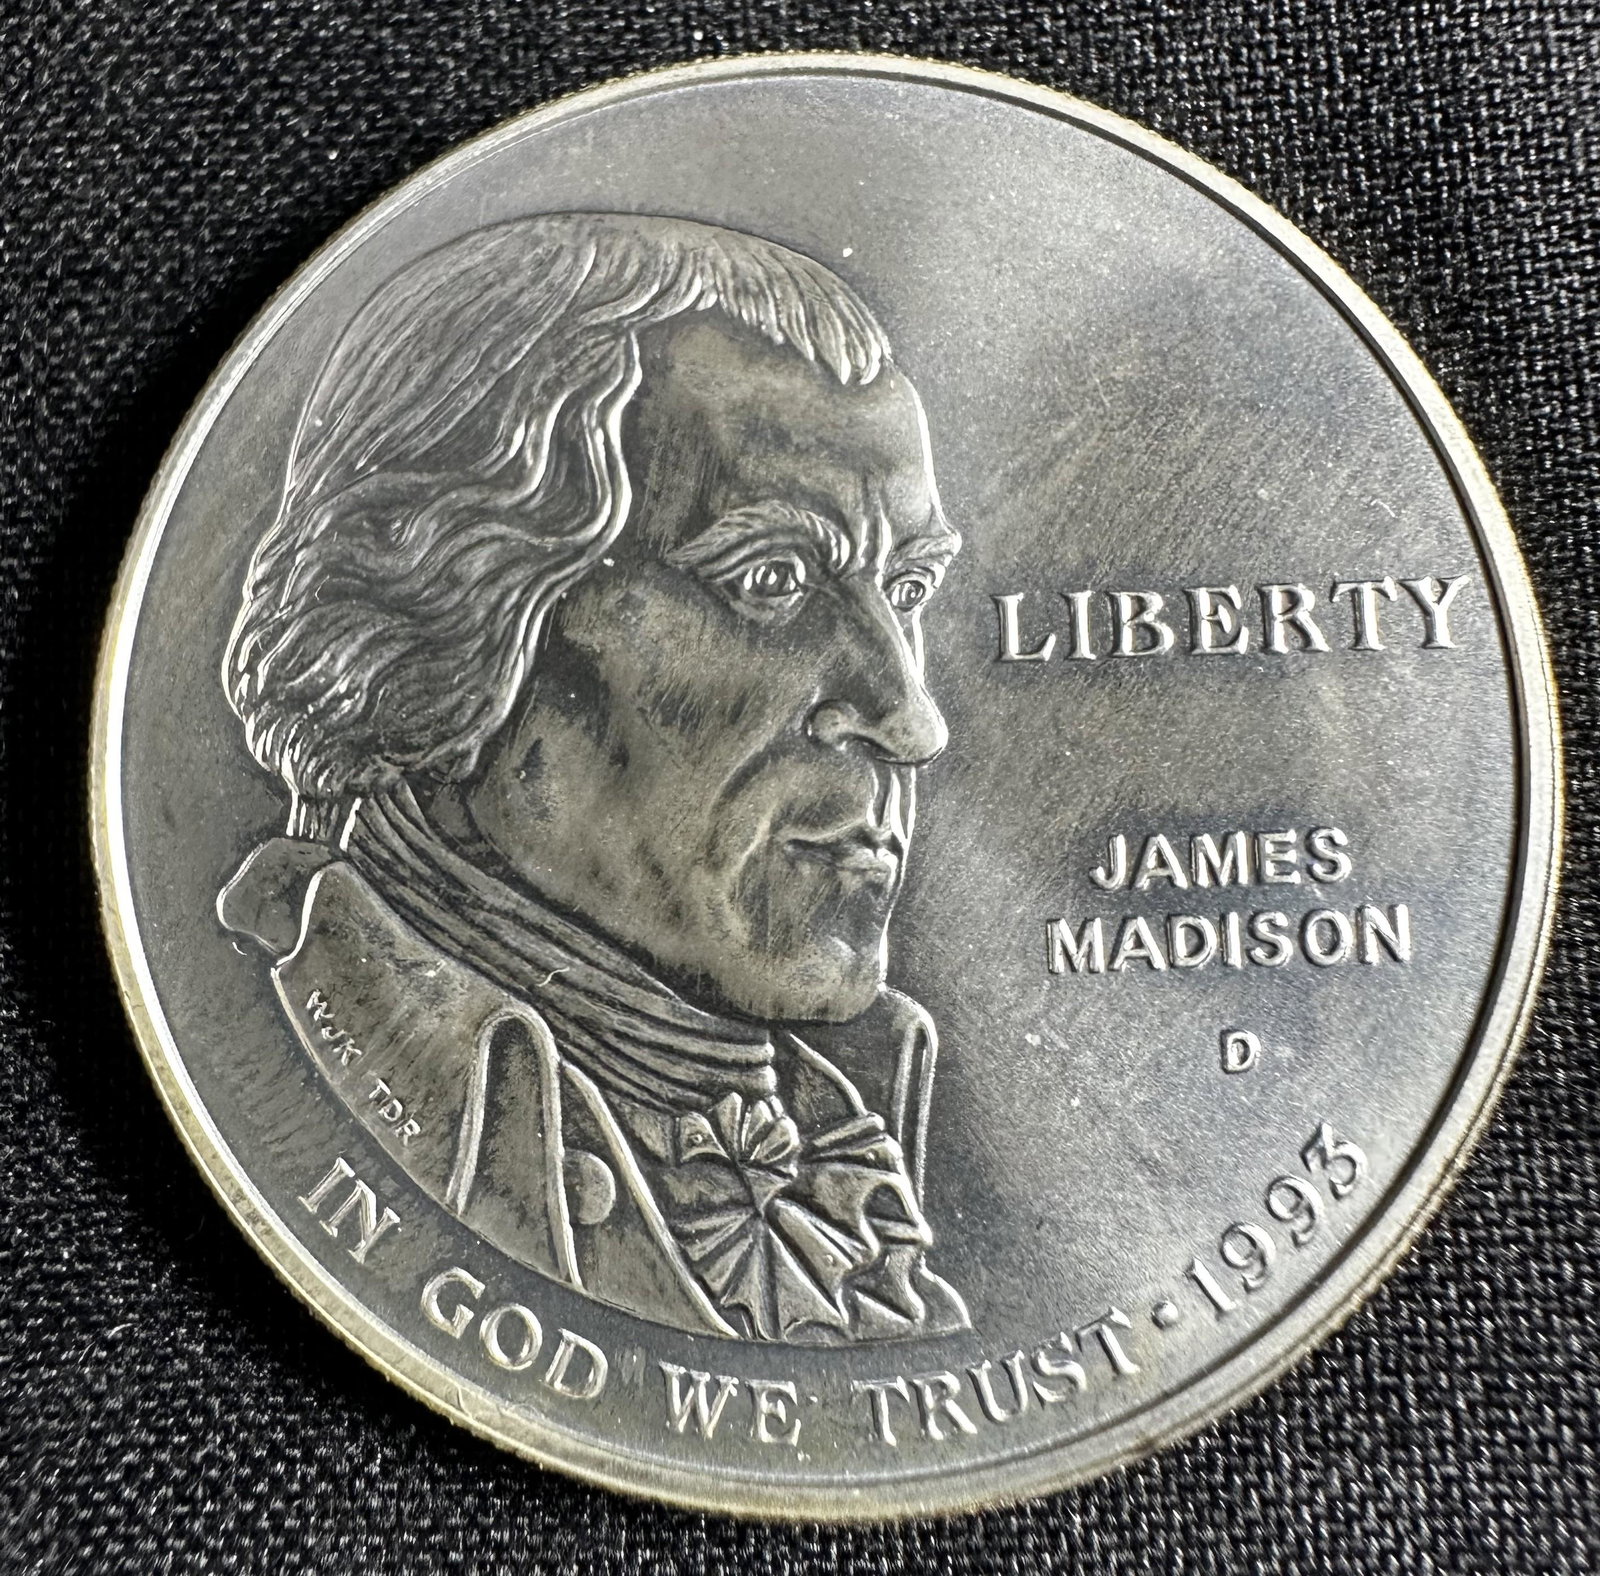 LIBERTY
JAMES
MADISON
D
WJK TDR
IN GOD WE TRUST · 1993